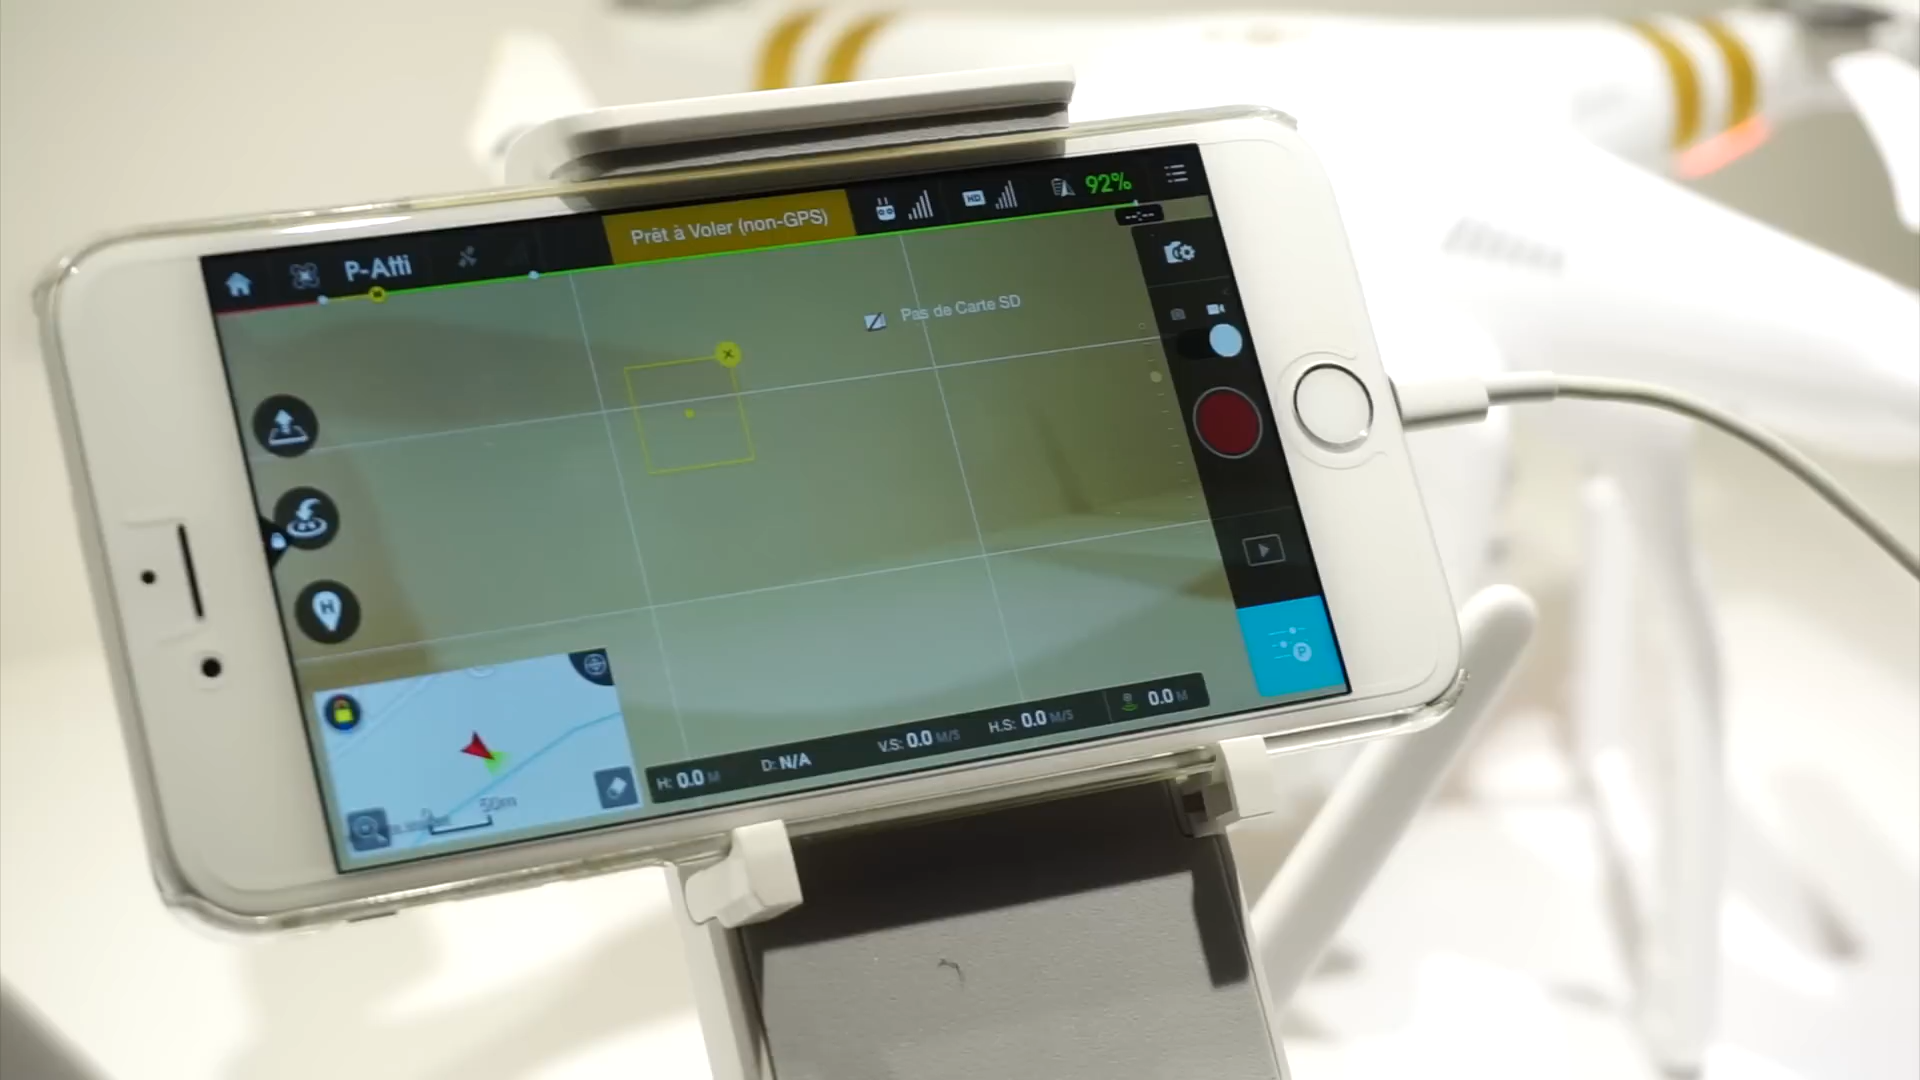 P-Atti
Prêt à Voler (non-GPS)
HD
92%
--:--
Pas de Carte SD
H
P
50m
H: 0.0 M
D: N/A
V.S: 0.0 M/S
H.S: 0.0 M/S
0.0 M